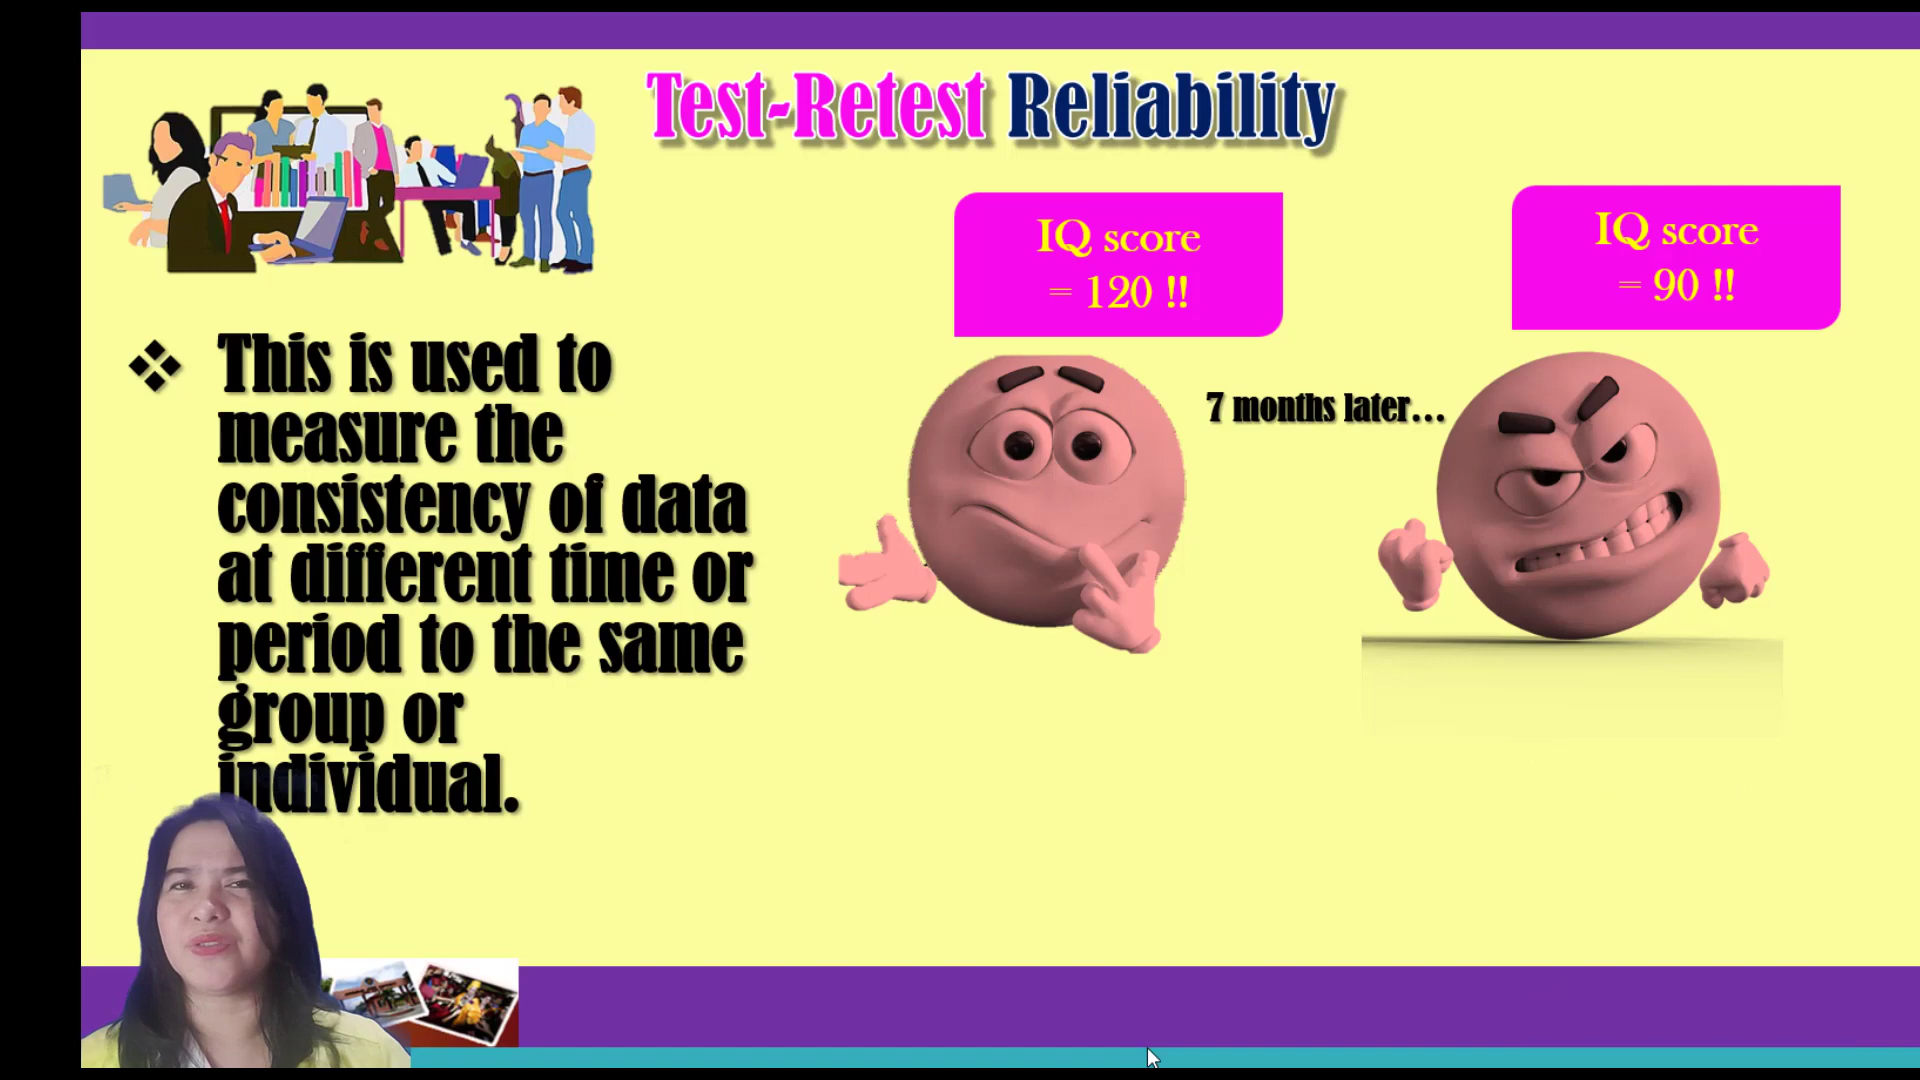 Test-Retest Reliability
IQ score
= 120 !!
IQ score
= 90 !!
7 months later...
❖ This is used to
measure the
consistency of data
at different time or
period to the same
group or
individual.